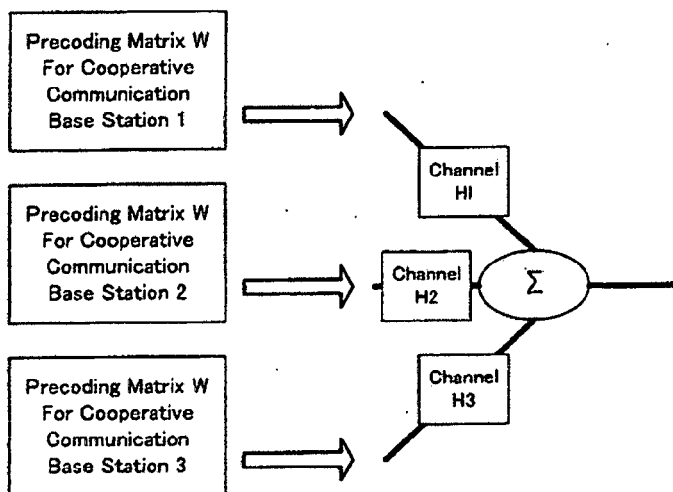 Precoding Matrix W
For Cooperative
Communication
Base Station 1
Channel
H1
Precoding Matrix W
For Cooperative
Communication
Base Station 2
Channel
H2
Σ
Precoding Matrix W
For Cooperative
Communication
Base Station 3
Channel
H3